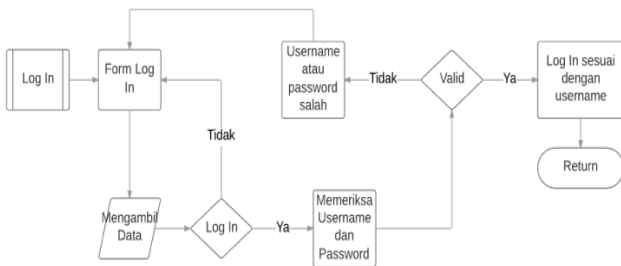 Log In
Form Log
In
Username
atau
password
salah
Tidak
Valid
Ya
Log In sesuai
dengan
username
Return
Tidak
Mengambil
Data
Log In
Ya
Memeriksa
Username
dan
Password